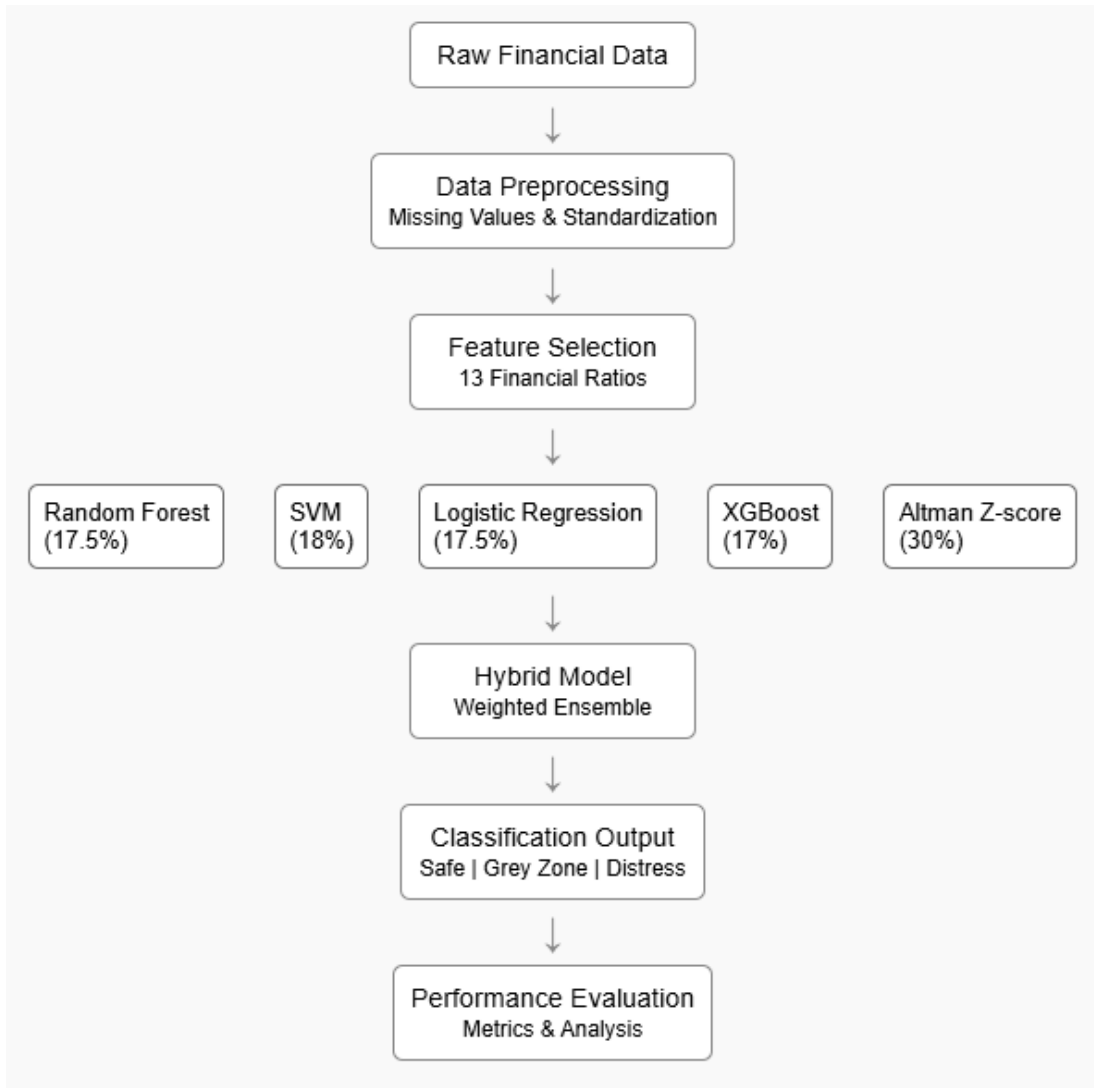 Raw Financial Data
Data Preprocessing
Missing Values & Standardization
Feature Selection
13 Financial Ratios
Random Forest
(17.5%)
SVM
(18%)
Logistic Regression
(17.5%)
XGBoost
(17%)
Altman Z-score
(30%)
Hybrid Model
Weighted Ensemble
Classification Output
Safe | Grey Zone | Distress
Performance Evaluation
Metrics & Analysis